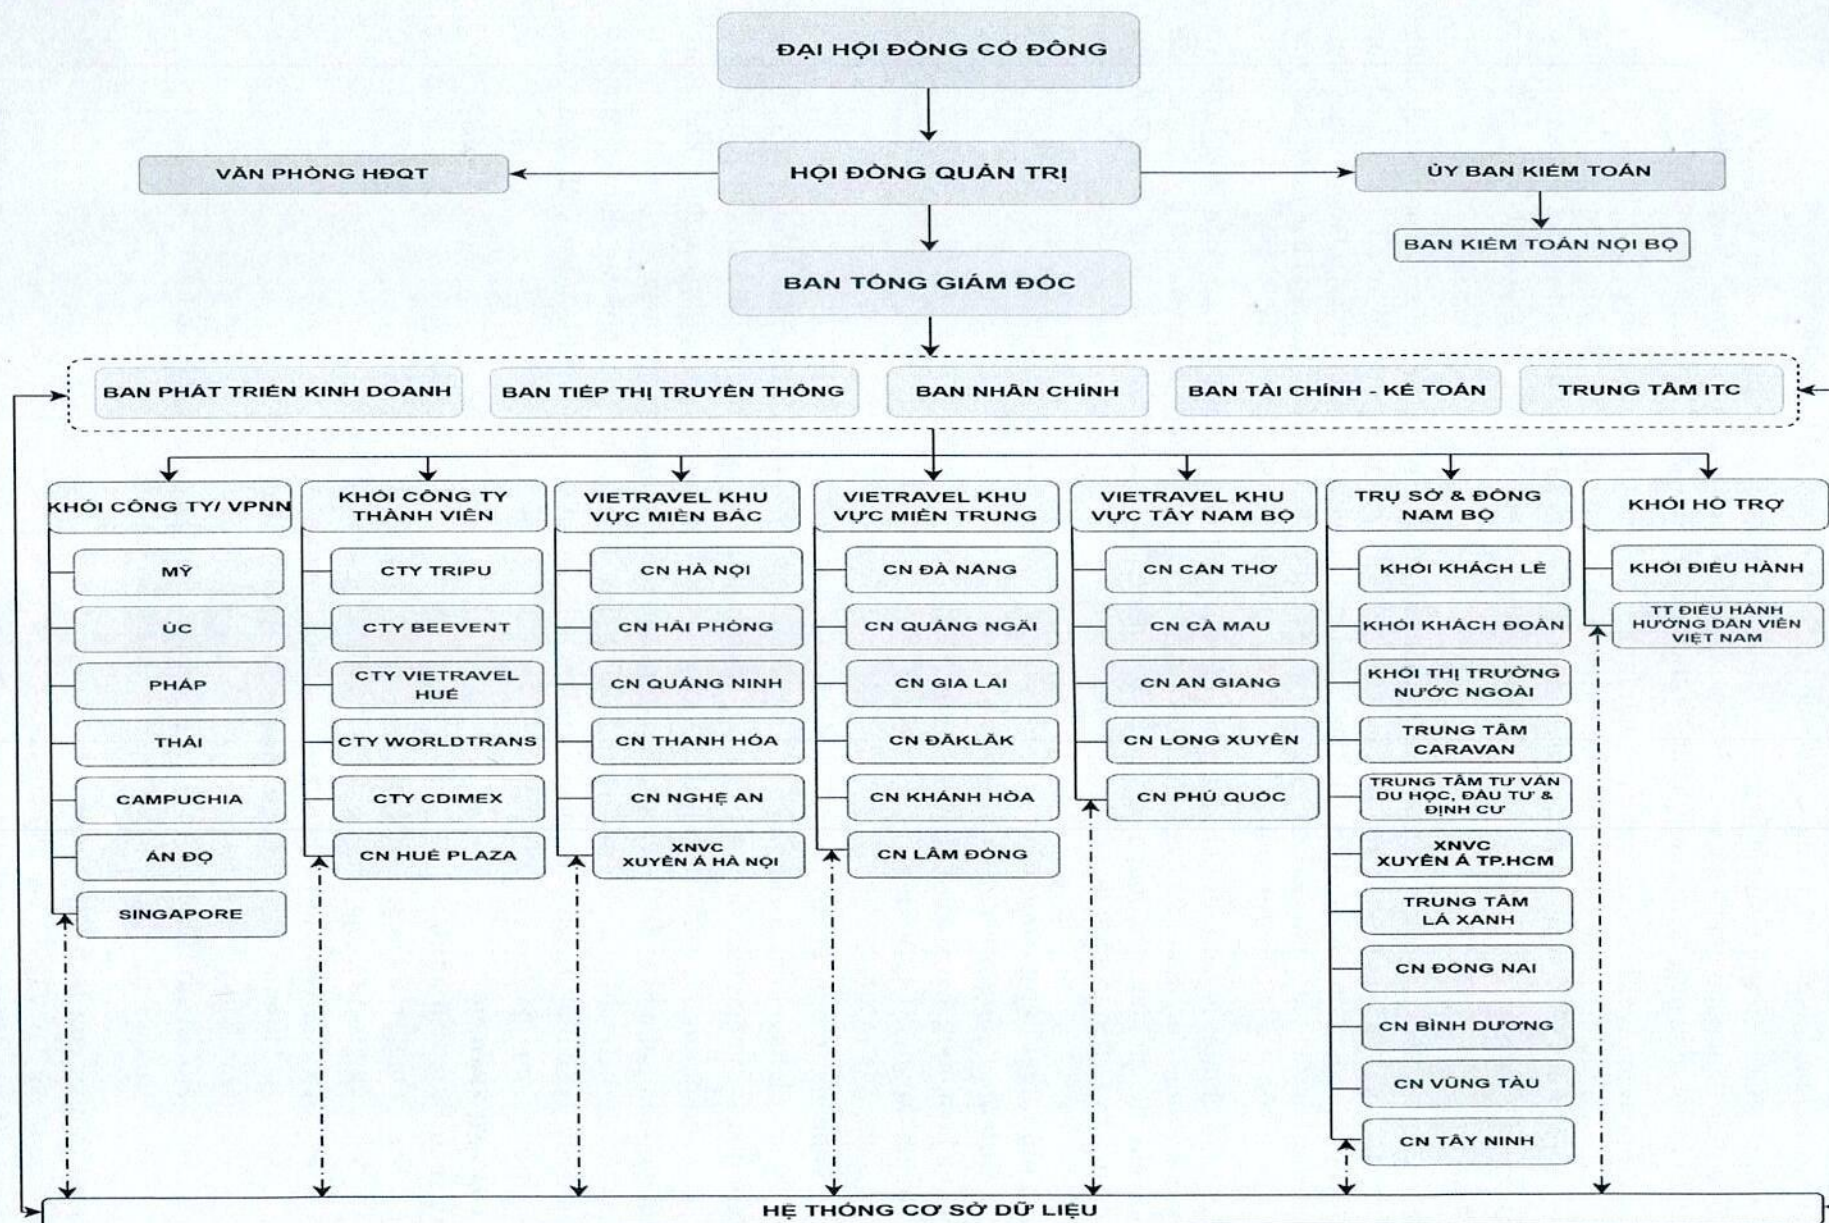 ĐẠI HỘI ĐỒNG CỔ ĐÔNG
VĂN PHÒNG HĐQT
HỘI ĐỒNG QUẢN TRỊ
ỦY BAN KIỂM TOÁN
BAN KIỂM TOÁN NỘI BỘ
BAN TỔNG GIÁM ĐỐC
BAN PHÁT TRIỂN KINH DOANH
BAN TIẾP THỊ TRUYỀN THÔNG
BAN NHÂN CHÍNH
BAN TÀI CHÍNH - KẾ TOÁN
TRUNG TÂM ITC
KHỐI CÔNG TY/ VPNN
MỸ
ÚC
PHÁP
THÁI
CAMPUCHIA
ẤN ĐỘ
SINGAPORE
KHỐI CÔNG TY
THÀNH VIÊN
CTY TRIPU
CTY BEEVENT
CTY VIETRAVEL
HUẾ
CTY WORLDTRANS
CTY CDIMEX
CN HUẾ PLAZA
VIETRAVEL KHU
VỰC MIỀN BẮC
CN HÀ NỘI
CN HẢI PHÒNG
CN QUẢNG NINH
CN THANH HÓA
CN NGHỆ AN
XNVC
XUYÊN Á HÀ NỘI
VIETRAVEL KHU
VỰC MIỀN TRUNG
CN ĐÀ NẴNG
CN QUẢNG NGÃI
CN GIA LAI
CN ĐĂKLĂK
CN KHÁNH HÒA
CN LÂM ĐỒNG
VIETRAVEL KHU
VỰC TÂY NAM BỘ
CN CẦN THƠ
CN CÀ MAU
CN AN GIANG
CN LONG XUYÊN
CN PHÚ QUỐC
TRỤ SỞ & ĐÔNG
NAM BỘ
KHỐI KHÁCH LẺ
KHỐI KHÁCH ĐOÀN
KHỐI THỊ TRƯỜNG
NƯỚC NGOÀI
TRUNG TÂM
CARAVAN
TRUNG TÂM TƯ VẤN
DU HỌC, ĐẦU TƯ &
ĐỊNH CƯ
XNVC
XUYÊN Á TP.HCM
TRUNG TÂM
LÁ XANH
CN ĐỒNG NAI
CN BÌNH DƯƠNG
CN VŨNG TÀU
CN TÂY NINH
KHỐI HỖ TRỢ
KHỐI ĐIỀU HÀNH
TT ĐIỀU HÀNH
HƯỚNG DẪN VIÊN
VIỆT NAM
HỆ THỐNG CƠ SỞ DỮ LIỆU